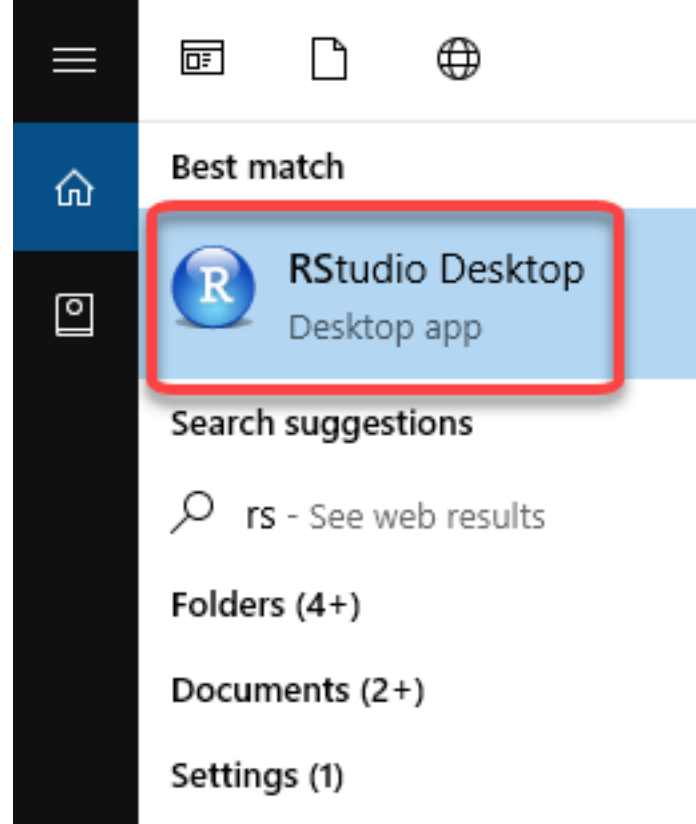 Best match
R
RStudio Desktop
Desktop app
Search suggestions
rs - See web results
Folders (4+)
Documents (2+)
Settings (1)